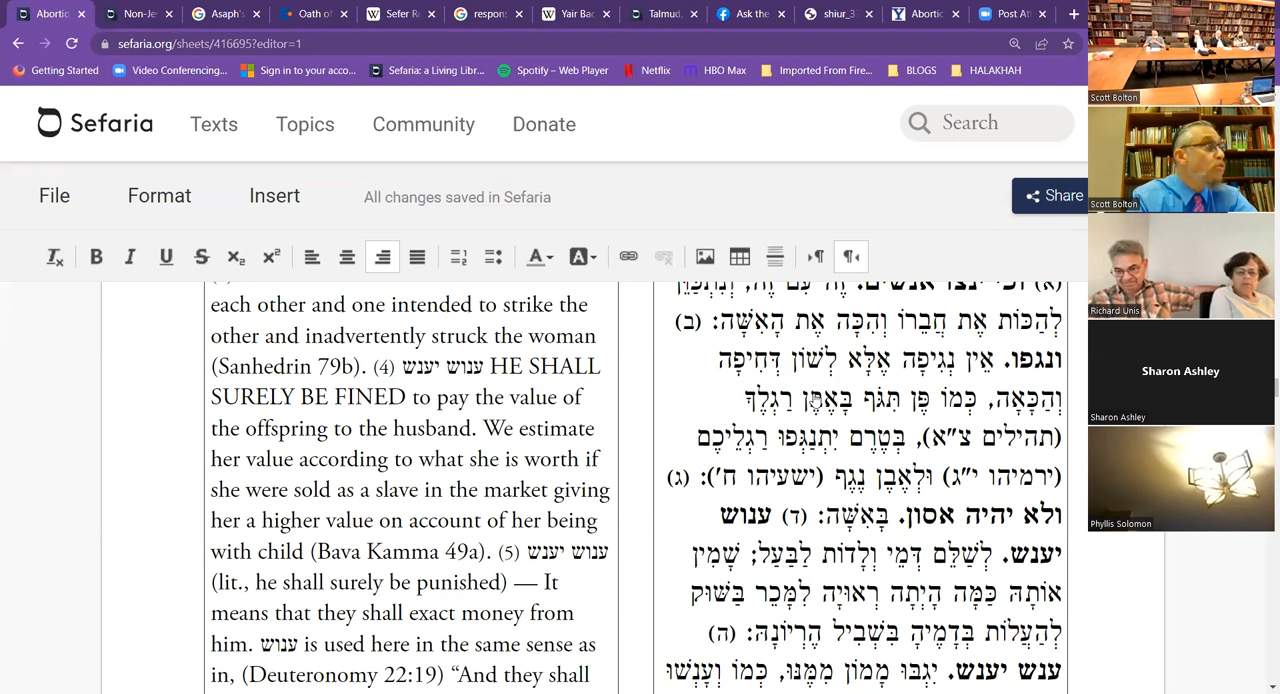 Abortio
Non-Je
Asaph's
Oath of
Sefer R
respon
Yair Bac
Talmud,
Ask the
shiur_3
Abortic
Post At
sefaria.org/sheets/416695?editor=1
Getting Started
Video Conferencing...
Sign in to your acco...
Sefaria: a Living Libr...
Spotify – Web Player
Netflix
HBO Max
Imported From Fire...
BLOGS
HALAKHAH
Sefaria
Texts
Topics
Community
Donate
Search
File
Format
Insert
All changes saved in Sefaria
Share
each other and one intended to strike the
other and inadvertently struck the woman
(Sanhedrin 79b). (4) ענוש יענש HE SHALL
SURELY BE FINED to pay the value of
the offspring to the husband. We estimate
her value according to what she is worth if
she were sold as a slave in the market giving
her a higher value on account of her being
with child (Bava Kamma 49a). (5) ענוש יענש
(lit., he shall surely be punished) — It
means that they shall exact money from
him. ענוש is used here in the same sense as
in, (Deuteronomy 22:19) “And they shall
(א) וכי ינצו אנשים. זֶה עִם זֶה, וְנִתְכַּוֵּן
לְהַכּוֹת אֶת חֲבֵרוֹ וְהִכָּה אֶת הָאִשָּׁה: (ב)
ונגפו. אֵין נְגִיפָה אֶלָּא לְשׁוֹן דְּחִיפָה
וְהַכָּאָה, כְּמוֹ פֶּן תִּגֹּף בָּאֶבֶן רַגְלֶךָ
(תהילים צ"א), בְּטֶרֶם יִתְנַגְּפוּ רַגְלֵיכֶם
(ירמיהו י"ג) וּלְאֶבֶן נֶגֶף (ישעיהו ח'): (ג)
ולא יהיה אסון. בָּאִשָּׁה: (ד) ענוש
יענש. לְשַׁלֵּם דְּמֵי וְלָדוֹת לַבַּעַל; שָׁמִין
אוֹתָהּ כַּמָּה הָיְתָה רְאוּיָה לִמָּכֵר בַּשּׁוּק
לְהַעֲלוֹת בְּדָמֶיהָ בִּשְׁבִיל הֶרְיוֹנָהּ: (ה)
ענש יענש. יִגְבּוּ מָמוֹן מִמֶּנּוּ, כְּמוֹ וְעָנְשׁוּ
Scott Bolton
Scott Bolton
Richard Unis
Sharon Ashley
Sharon Ashley
Phyllis Solomon